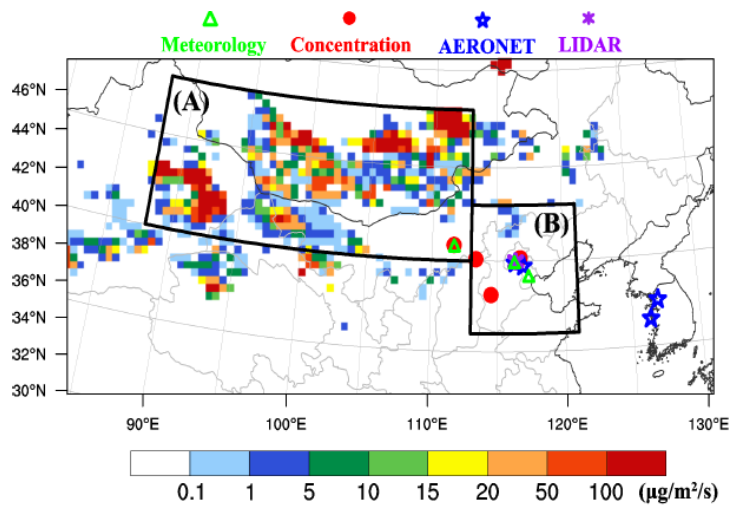 Meteorology Concentration AERONET LIDAR
46°N
(A)
44°N
42°N
40°N
(B)
38°N
36°N
34°N
32°N
30°N
90°E 100°E 110°E 120°E 130°E
0.1 1 5 10 15 20 50 100 (μg/m²/s)